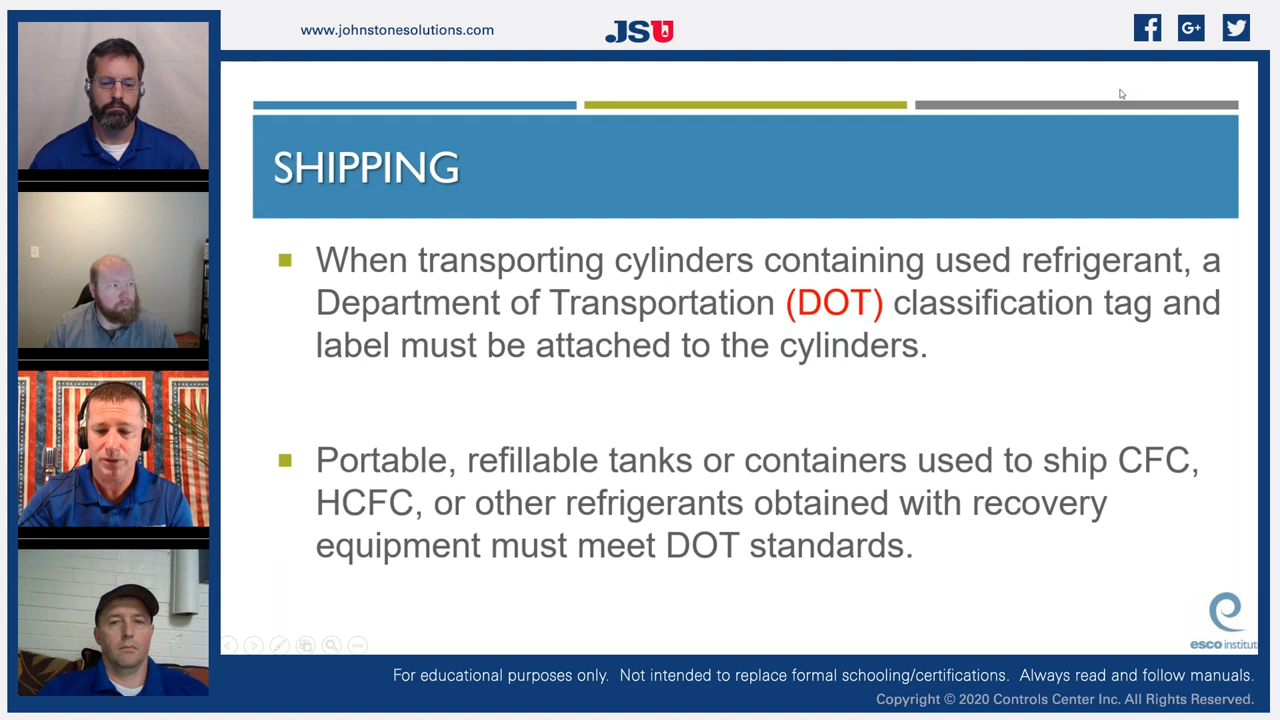 www.johnstonesolutions.com
JSU
SHIPPING
When transporting cylinders containing used refrigerant, a
Department of Transportation (DOT) classification tag and
label must be attached to the cylinders.
Portable, refillable tanks or containers used to ship CFC,
HCFC, or other refrigerants obtained with recovery
equipment must meet DOT standards.
esco institut
For educational purposes only. Not intended to replace formal schooling/certifications. Always read and follow manuals.
Copyright © 2020 Controls Center Inc. All Rights Reserved.